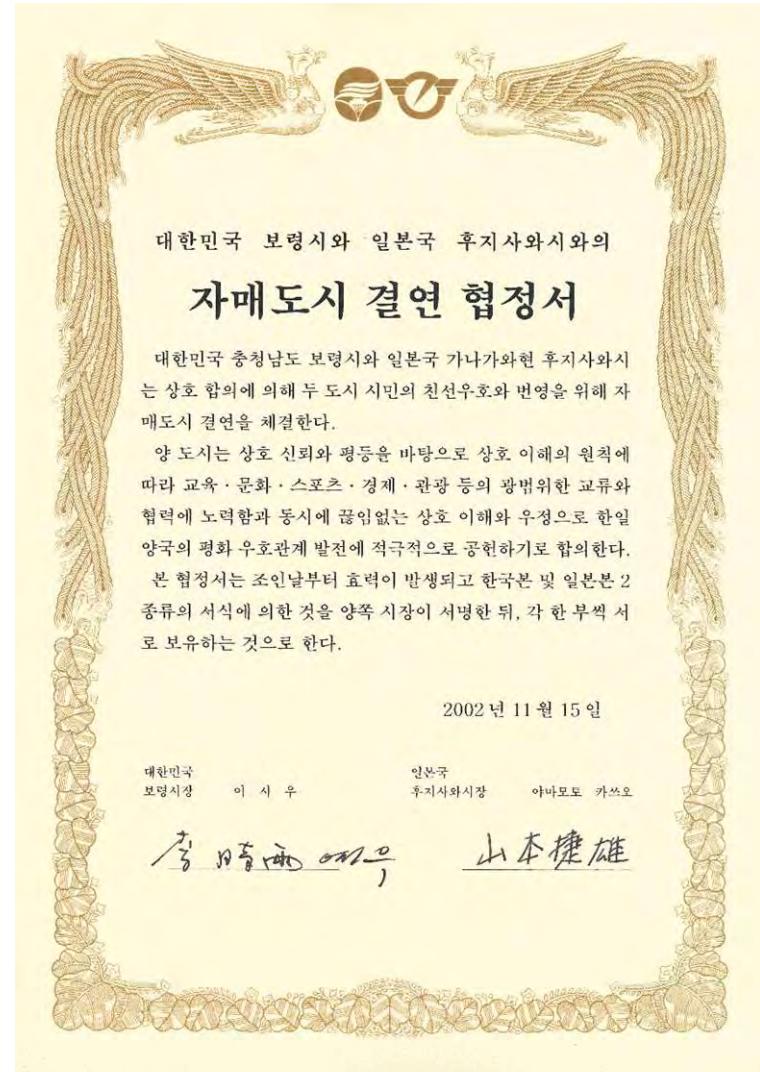 대한민국 보령시와 일본국 후지사와시와의
자매도시 결연 협정서
대한민국 충청남도 보령시와 일본국 가나가와현 후지사와시
는 상호 합의에 의해 두 도시 시민의 친선우호와 번영을 위해 자
매도시 결연을 체결한다.
양 도시는 상호 신뢰와 평등을 바탕으로 상호 이해의 원칙에
따라 교육·문화·스포츠·경제·관광 등의 광범위한 교류와
협력에 노력함과 동시에 끊임없는 상호 이해와 우정으로 한일
양국의 평화 우호관계 발전에 적극적으로 공헌하기로 합의한다.
본 협정서는 조인날부터 효력이 발생되고 한국본 및 일본본 2
종류의 서식에 의한 것을 양쪽 시장이 서명한 뒤, 각 한 부씩 서
로 보유하는 것으로 한다.
2002년 11월 15일
대한민국
보령시장 이 시 우
일본국
후지사와시장 야마모토 카쓰오
李時雨 이시우
山本捷雄